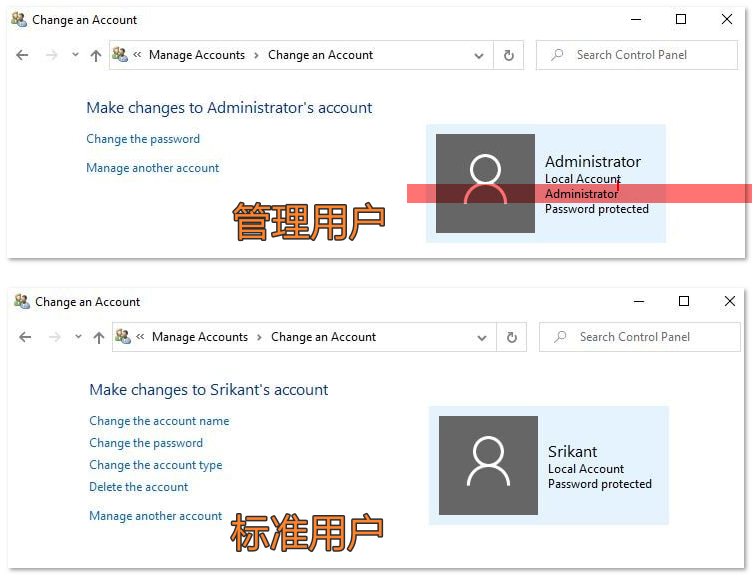 Change an Account
« Manage Accounts › Change an Account
Search Control Panel
Make changes to Administrator's account
Change the password
Manage another account
Administrator
Local Account
Administrator
Password protected
管理用户
Change an Account
« Manage Accounts › Change an Account
Search Control Panel
Make changes to Srikant's account
Change the account name
Change the password
Change the account type
Delete the account
Manage another account
Srikant
Local Account
Password protected
标准用户